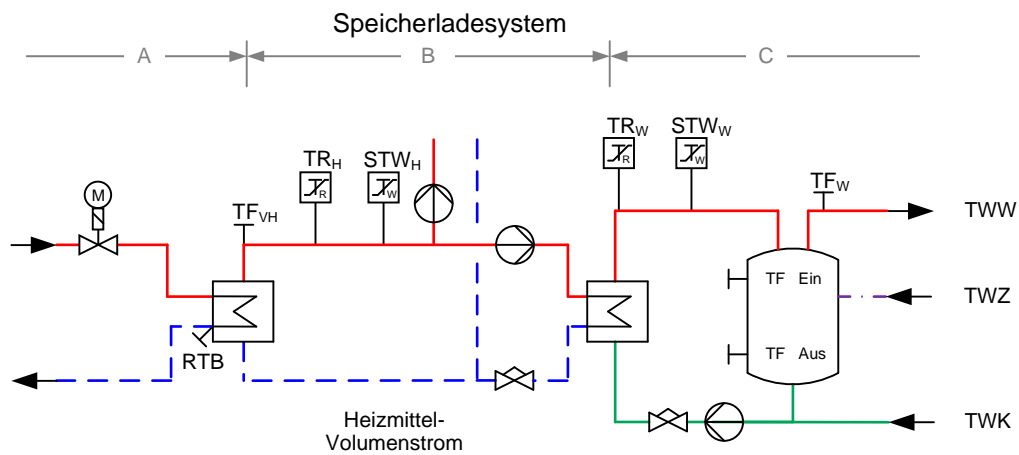 Speicherladesystem
A B C
TR_H STW_H TR_W STW_W
R W R W
M
TF_VH
TF_W
TWW
TF Ein
TWZ
RTB
TF Aus
TWK
Heizmittel-
Volumenstrom